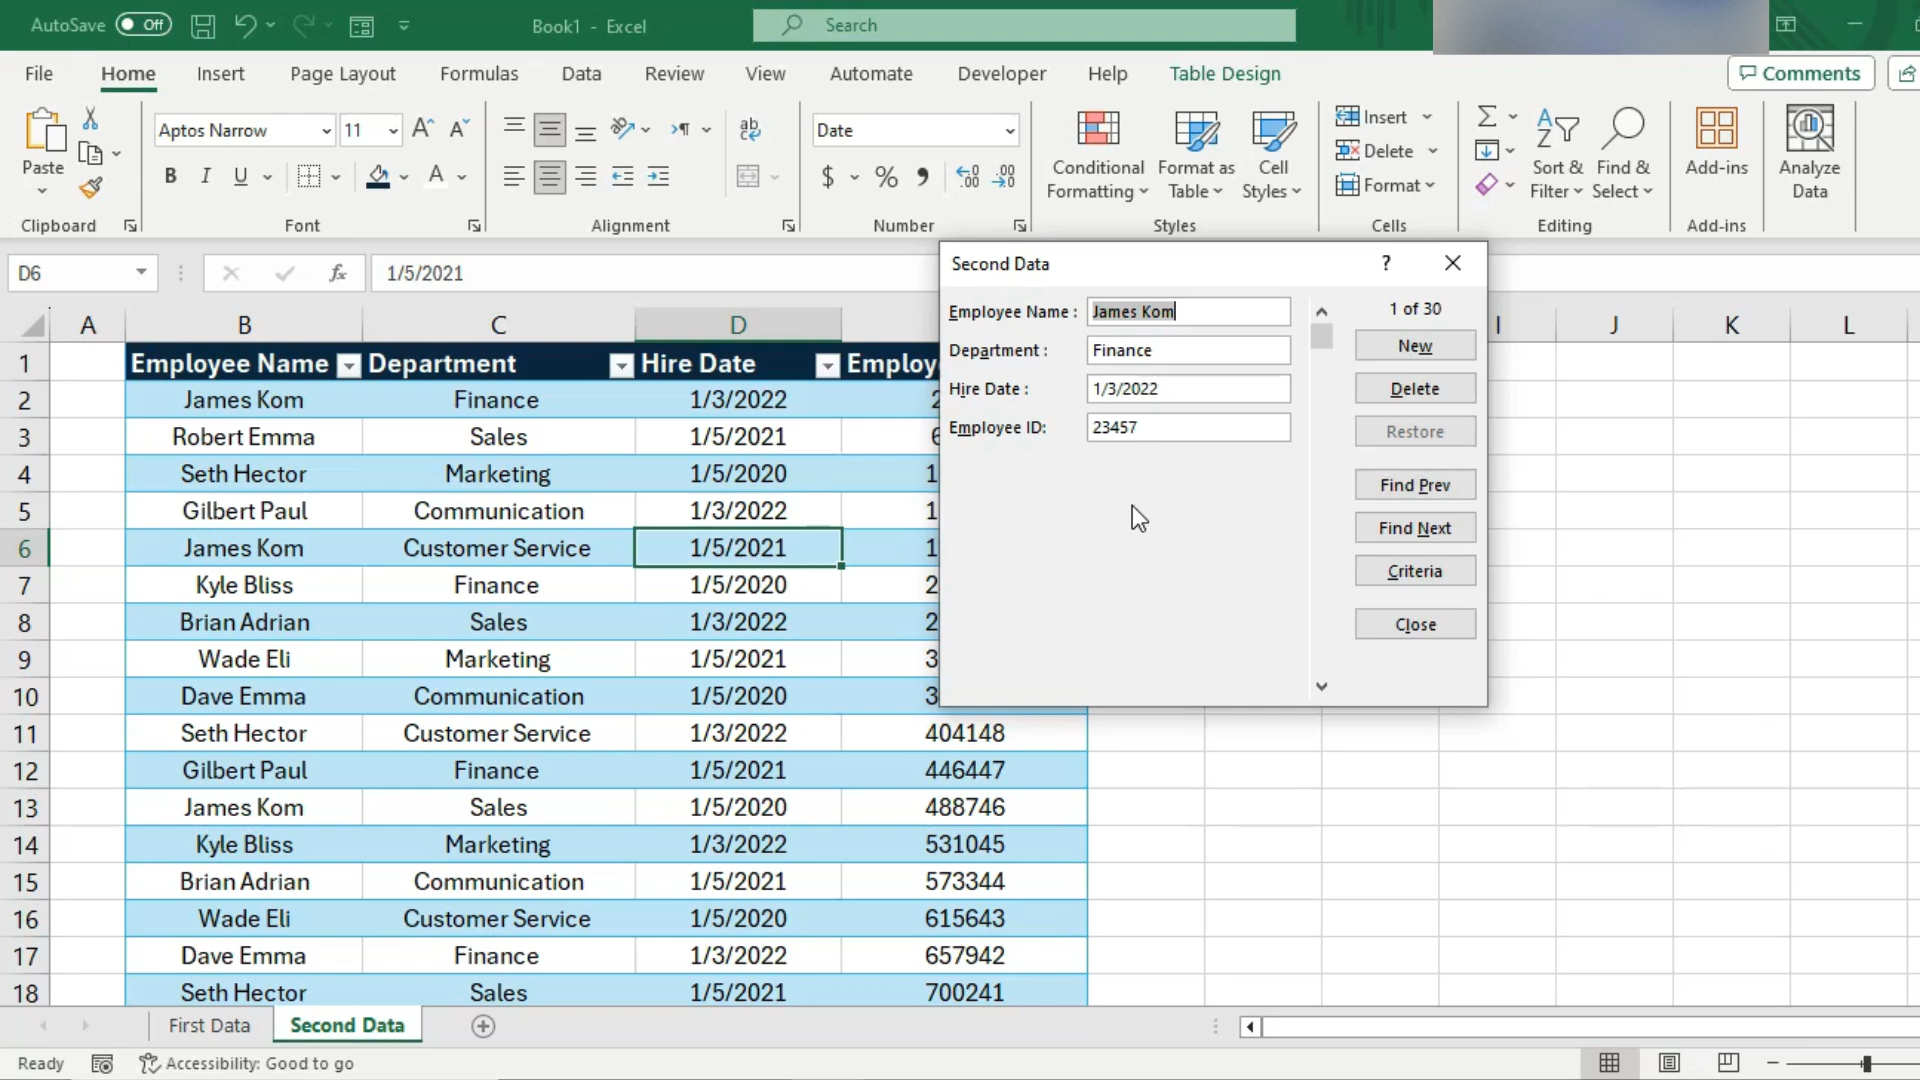 AutoSave Off Book1 - Excel Search
File Home Insert Page Layout Formulas Data Review View Automate Developer Help Table Design Comments
Paste
Clipboard
Aptos Narrow 11
B I U A
Font
ab
Alignment
Date
$ % 9
Number
Conditional Formatting
Format as Table
Cell Styles
Styles
Insert
Delete
Format
Cells
Sort & Filter
Find & Select
Editing
Add-ins
Add-ins
Analyze Data
D6 fx 1/5/2021
A B C D I J K L
1 Employee Name Department Hire Date Employ
2 James Kom Finance 1/3/2022 2
3 Robert Emma Sales 1/5/2021 6
4 Seth Hector Marketing 1/5/2020 1
5 Gilbert Paul Communication 1/3/2022 1
6 James Kom Customer Service 1/5/2021 1
7 Kyle Bliss Finance 1/5/2020 2
8 Brian Adrian Sales 1/3/2022 2
9 Wade Eli Marketing 1/5/2021 3
10 Dave Emma Communication 1/5/2020 3
11 Seth Hector Customer Service 1/3/2022 404148
12 Gilbert Paul Finance 1/5/2021 446447
13 James Kom Sales 1/5/2020 488746
14 Kyle Bliss Marketing 1/3/2022 531045
15 Brian Adrian Communication 1/5/2021 573344
16 Wade Eli Customer Service 1/5/2020 615643
17 Dave Emma Finance 1/3/2022 657942
18 Seth Hector Sales 1/5/2021 700241
Second Data ?
Employee Name : James Kom
Department : Finance
Hire Date : 1/3/2022
Employee ID: 23457
1 of 30
New
Delete
Restore
Find Prev
Find Next
Criteria
Close
First Data Second Data
Ready Accessibility: Good to go